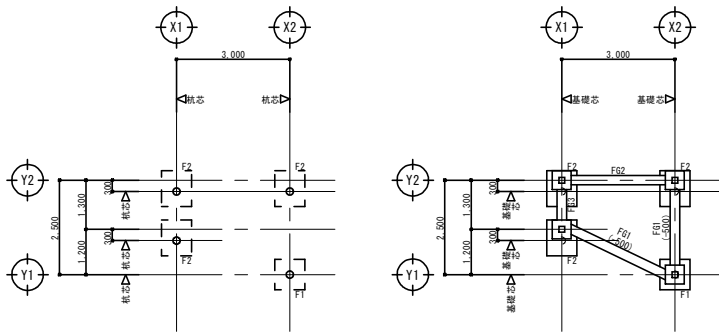 X1
X2
3.000
杭芯
杭芯
F2
F2
Y2
300
1.300
杭芯
2.500
300
1.200
杭芯
F2
Y1
杭芯
F1
X1
X2
3.000
基礎芯
基礎芯
F2
FG2
F2
Y2
300
1.300
基礎芯
FG3
2.500
FG1
(-500)
FG1
(-500)
300
1.200
基礎芯
F2
Y1
基礎芯
F1